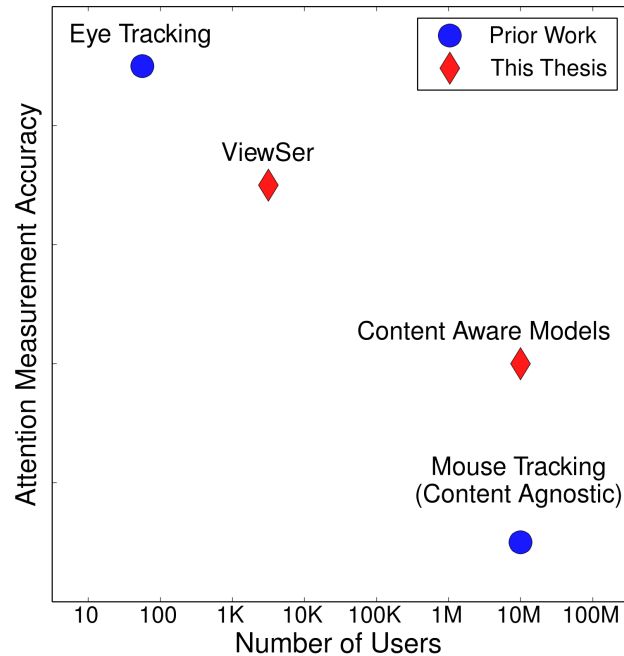 Eye Tracking
Prior Work
This Thesis
ViewSer
Content Aware Models
Mouse Tracking
(Content Agnostic)
Attention Measurement Accuracy
10 100 1K 10K 100K 1M 10M 100M
Number of Users